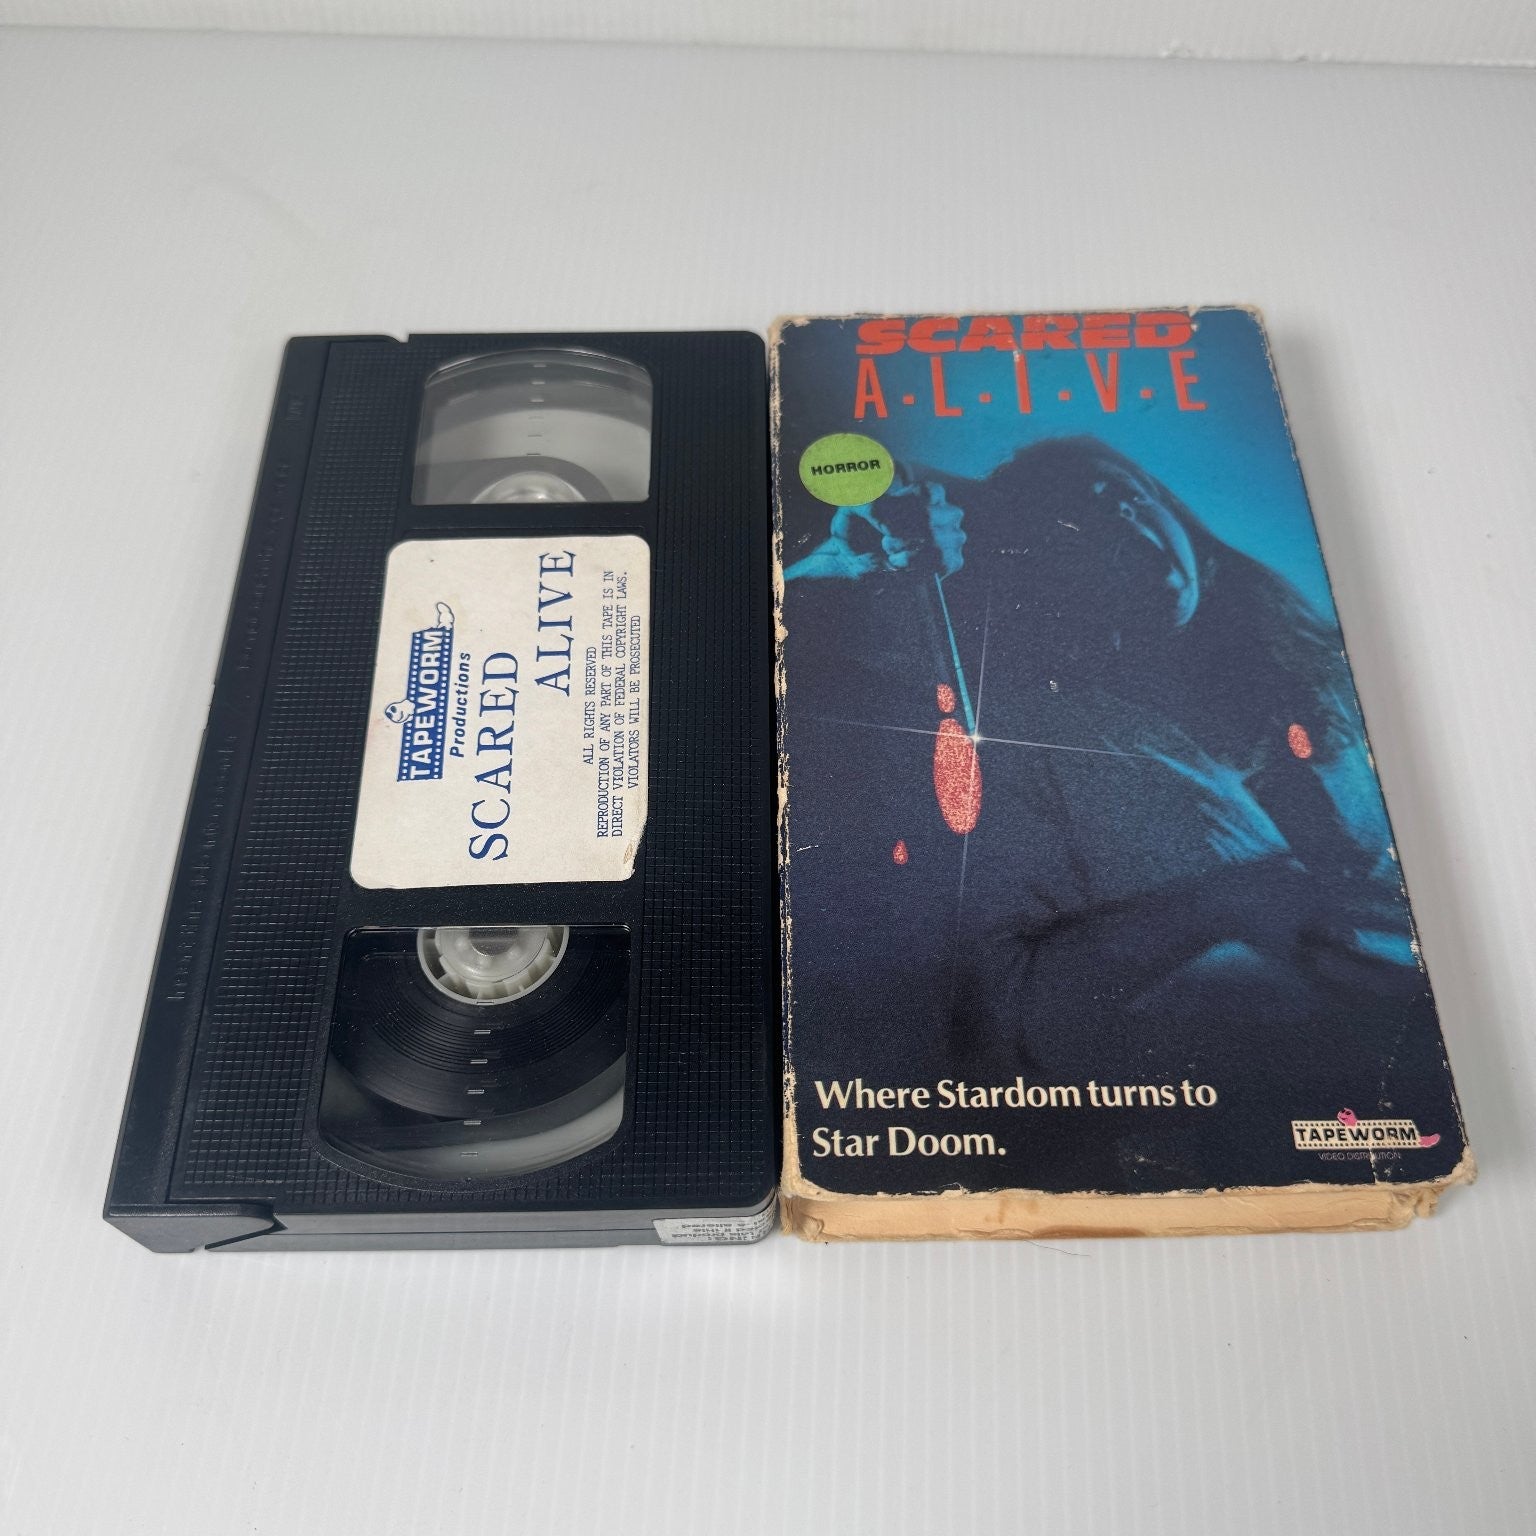 TAPEWORM
Productions
SCARED
ALIVE
ALL RIGHTS RESERVED
REPRODUCTION OF ANY PART OF THIS TAPE IS IN
DIRECT VIOLATION OF FEDERAL COPYRIGHT LAWS.
VIOLATORS WILL BE PROSECUTED
SCARED
A·L·I·V·E
HORROR
Where Stardom turns to
Star Doom.
TAPEWORM
VIDEO DISTRIBUTION